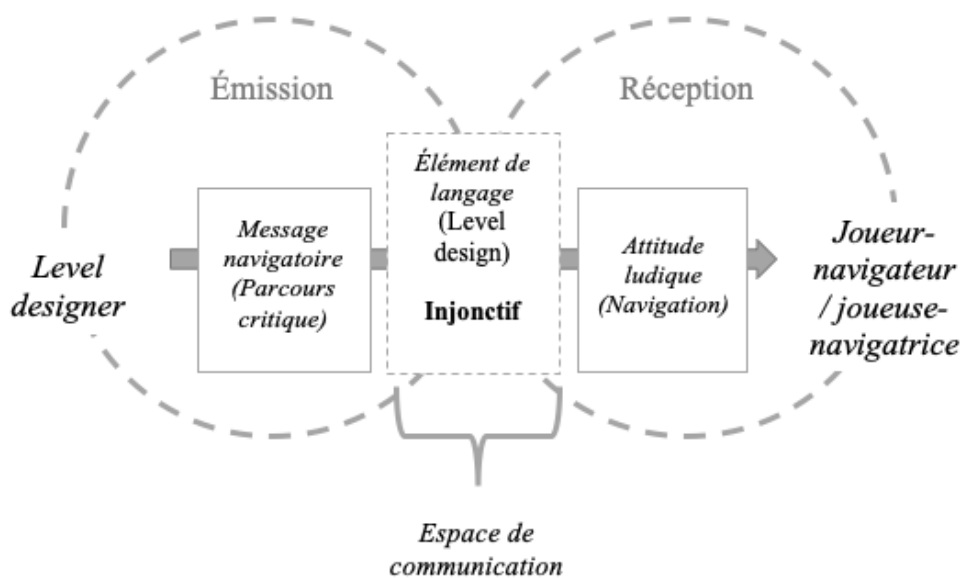 Émission
Réception
Level
designer
Message
navigatoire
(Parcours
critique)
Élément de
langage
(Level
design)
Injonctif
Attitude
ludique
(Navigation)
Joueur-
navigateur
/ joueuse-
navigatrice
Espace de
communication